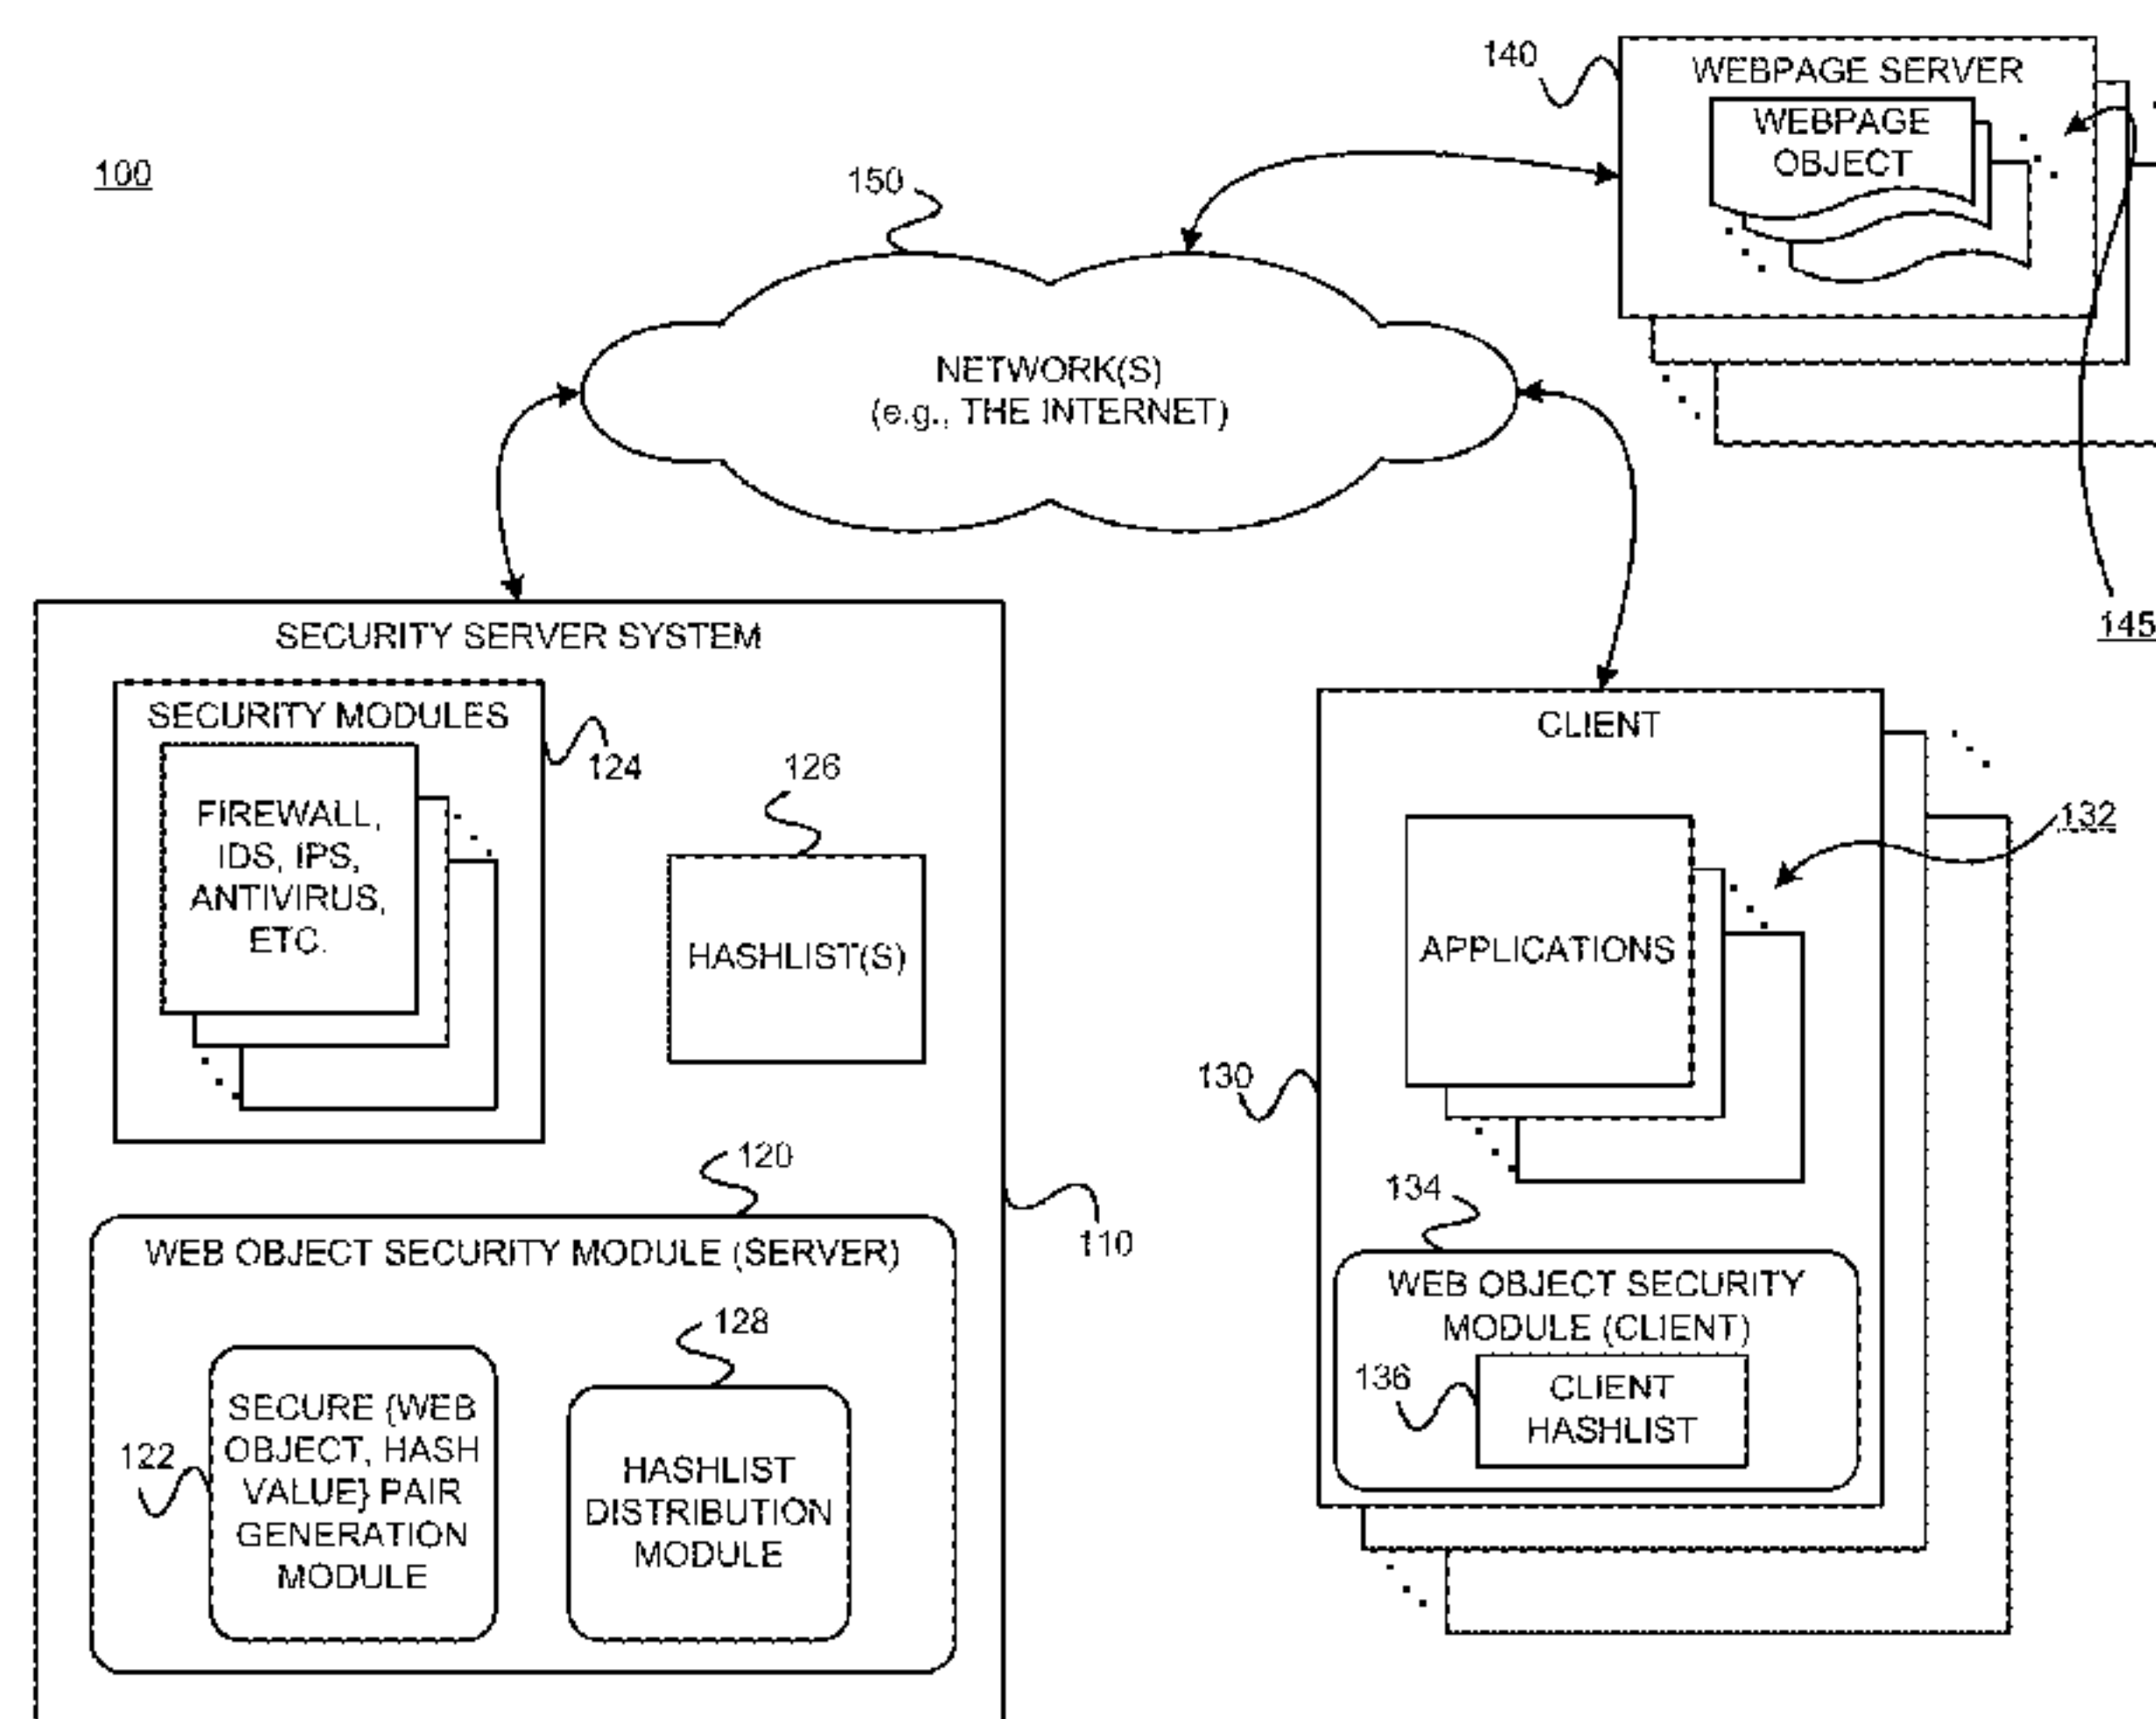 100
140
WEBPAGE SERVER
WEBPAGE
OBJECT
150
NETWORK(S)
(e.g., THE INTERNET)
145
SECURITY SERVER SYSTEM
SECURITY MODULES
124
FIREWALL,
IDS, IPS,
ANTIVIRUS,
ETC.
126
HASHLIST(S)
120
110
WEB OBJECT SECURITY MODULE (SERVER)
122
SECURE {WEB
OBJECT, HASH
VALUE} PAIR
GENERATION
MODULE
128
HASHLIST
DISTRIBUTION
MODULE
CLIENT
132
APPLICATIONS
130
134
WEB OBJECT SECURITY
MODULE (CLIENT)
136
CLIENT
HASHLIST